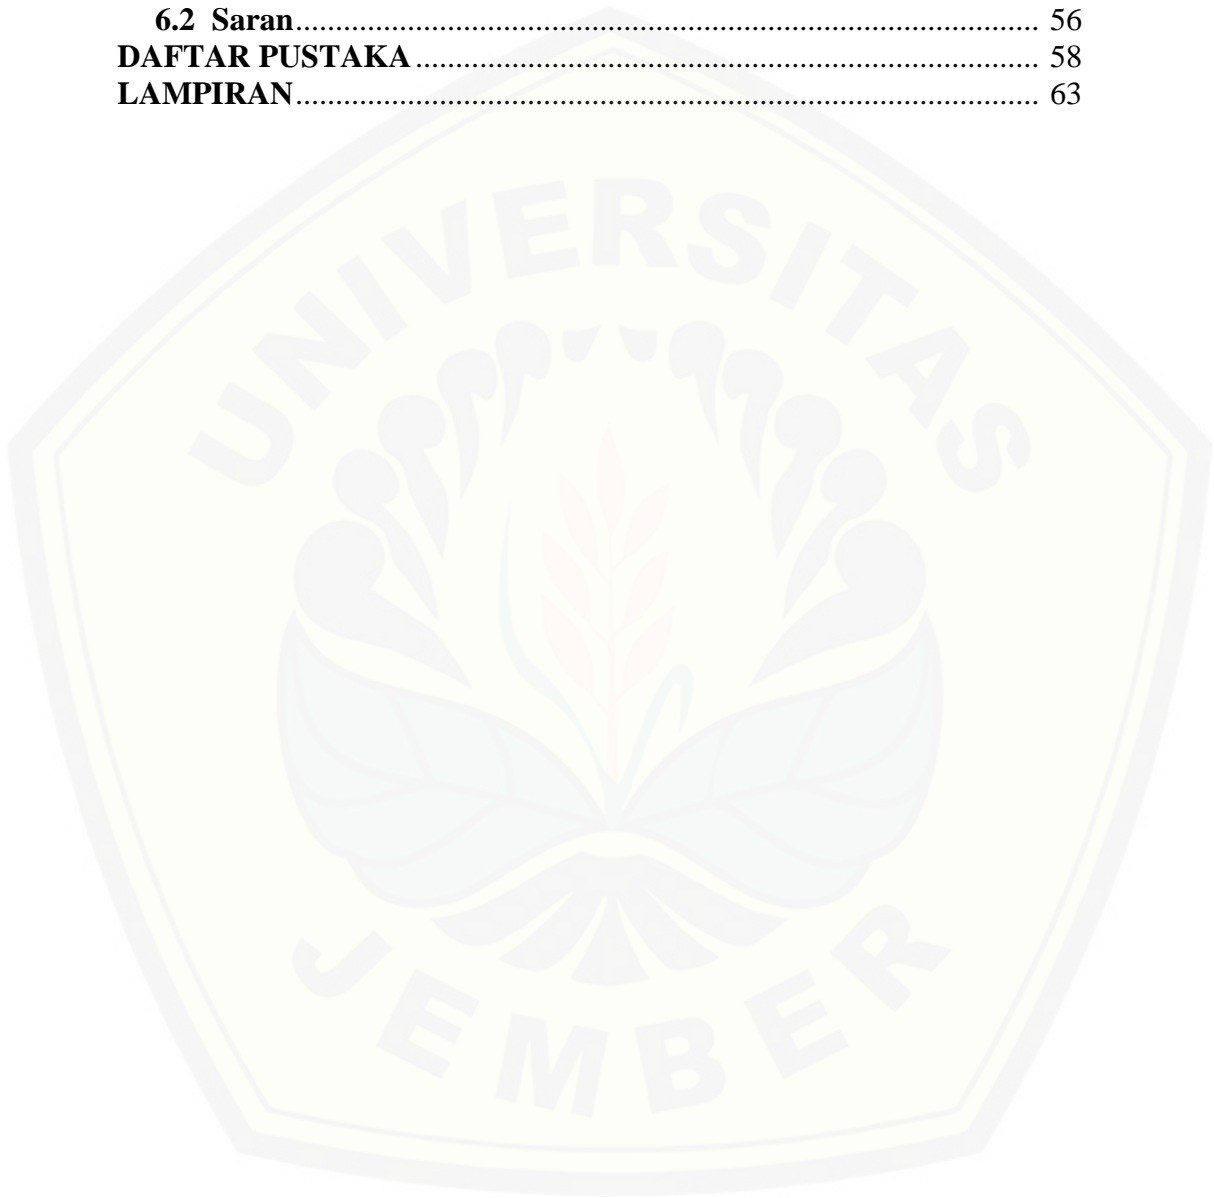 6.2 Saran........................................................................................ 56
DAFTAR PUSTAKA.................................................................. 58
LAMPIRAN................................................................................ 63
UNIVERSITAS
JEMBER